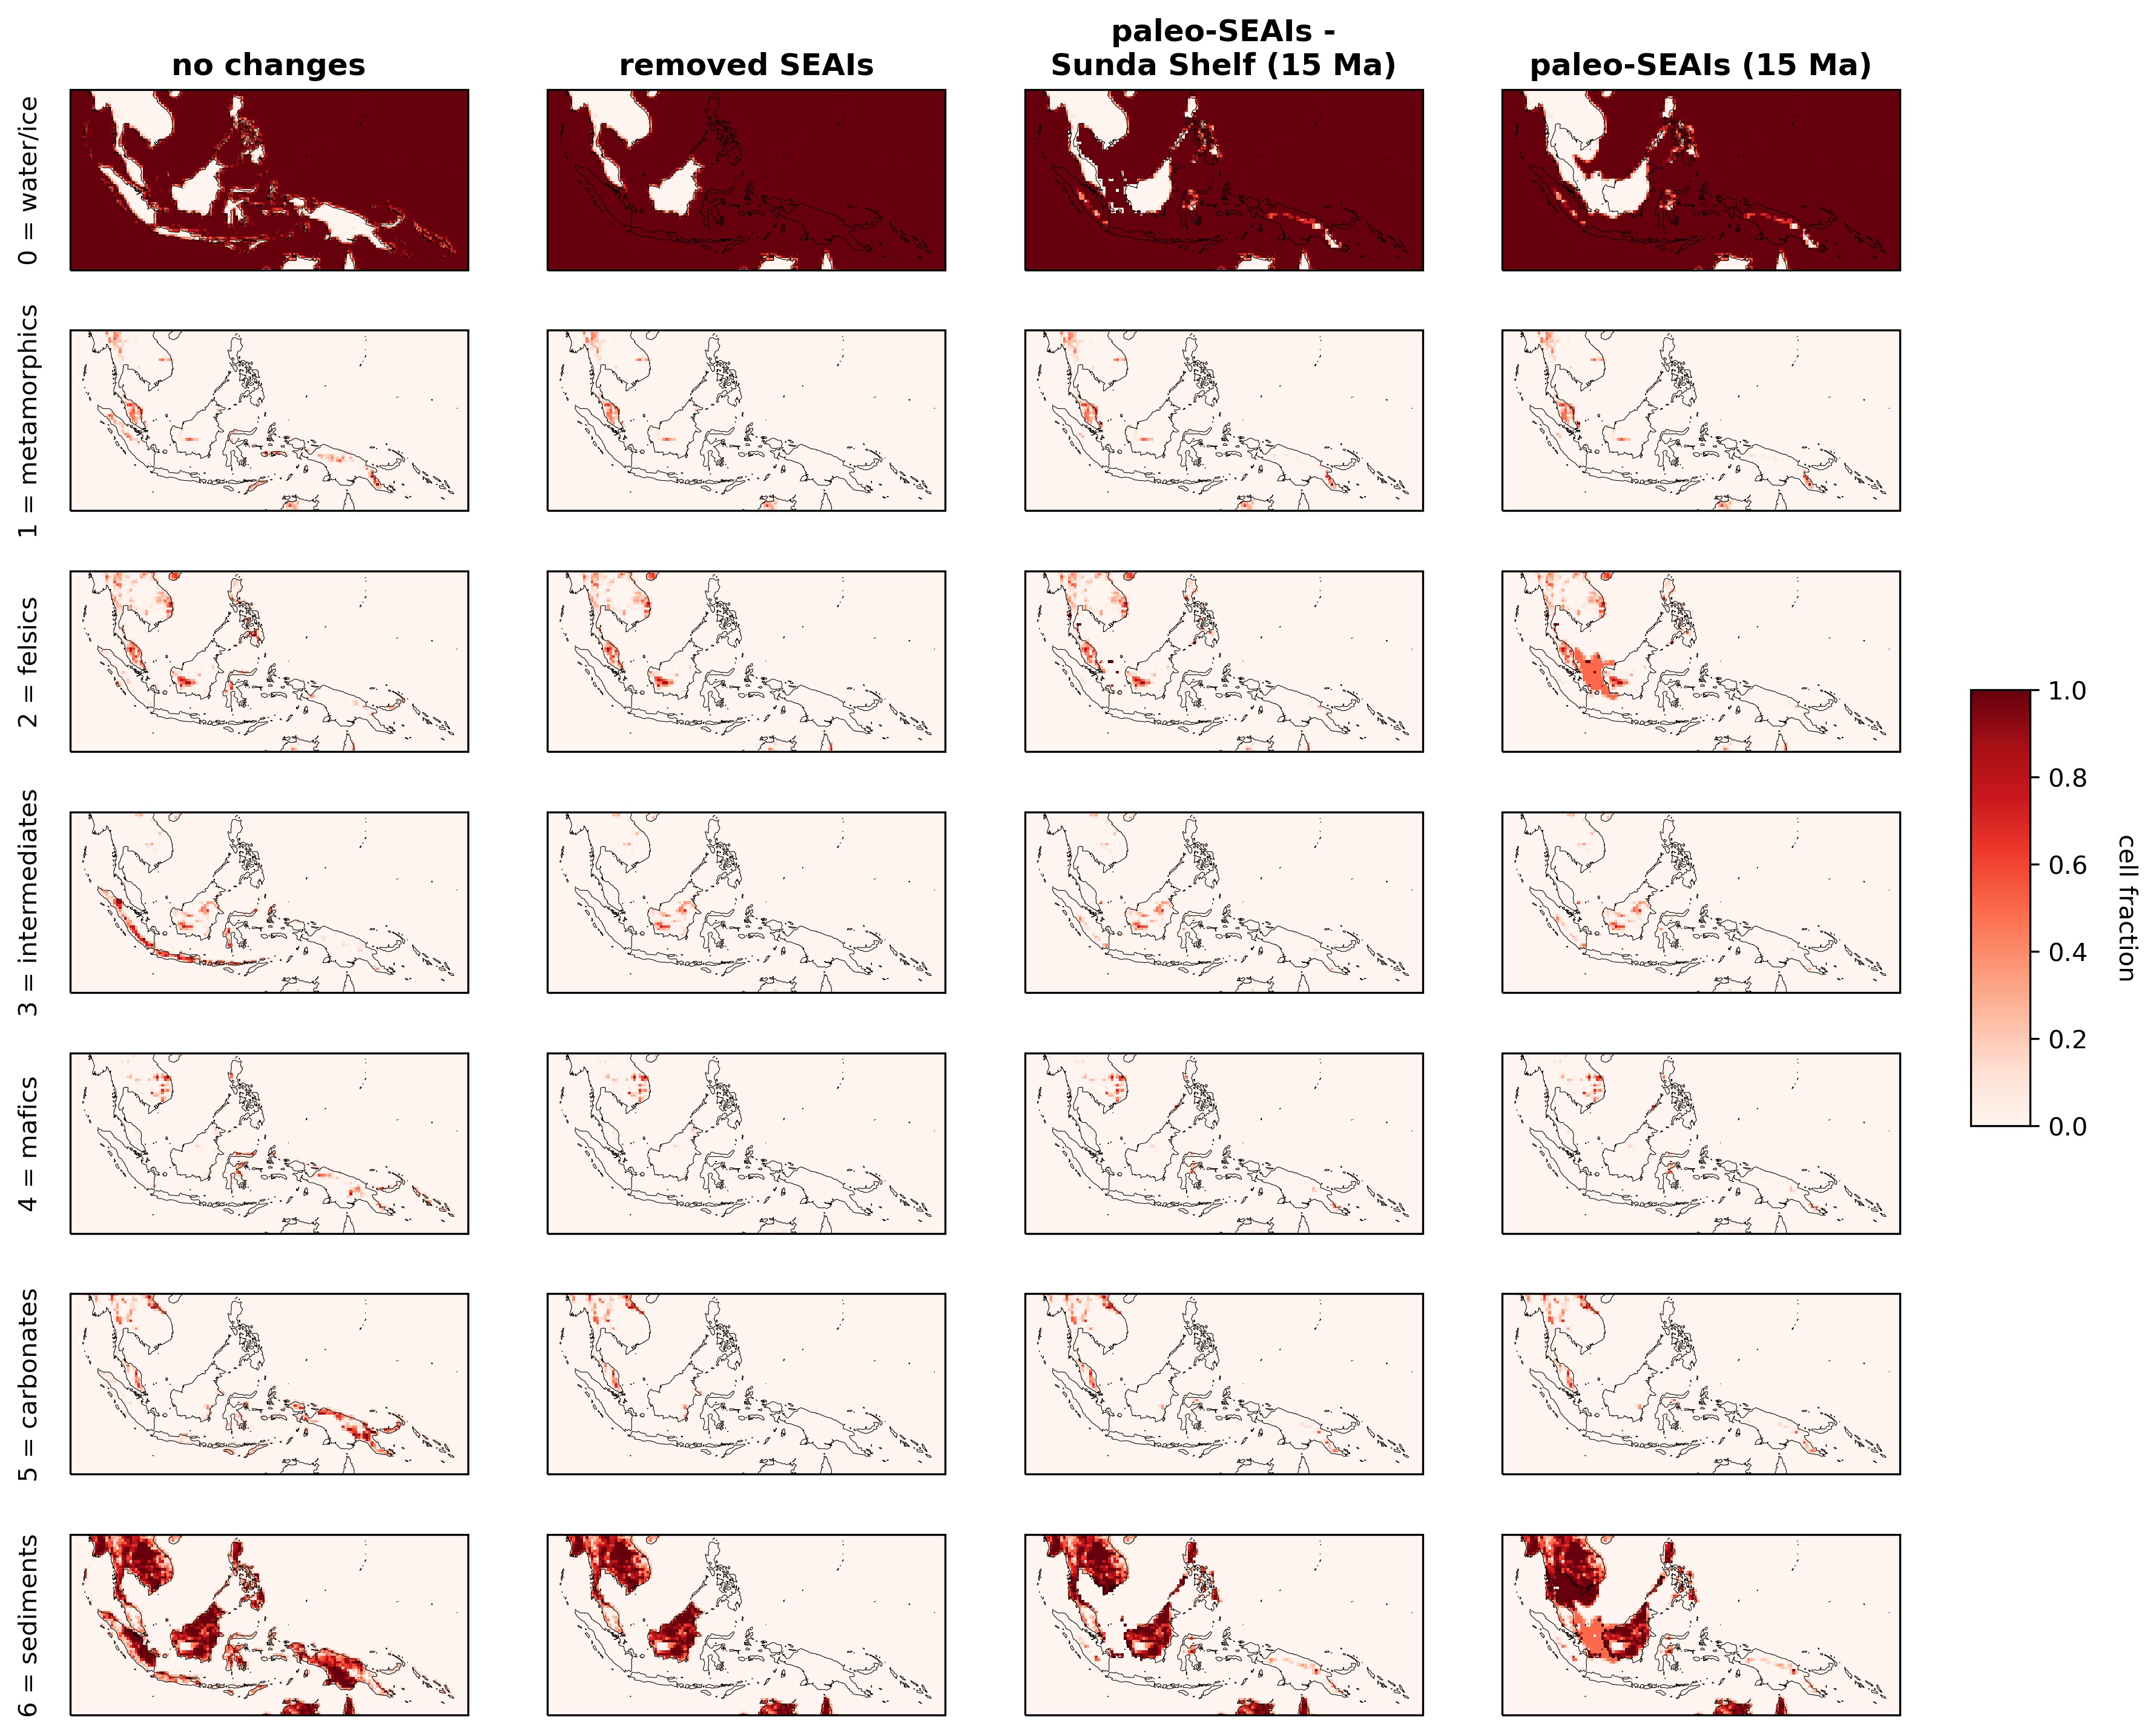 paleo-SEAIs -
no changes
removed SEAIs
Sunda Shelf (15 Ma)
paleo-SEAIs (15 Ma)
0 = water/ice
1 = metamorphics
2 = felsics
3 = intermediates
4 = mafics
5 = carbonates
6 = sediments
1.0
0.8
0.6
0.4
0.2
0.0
cell fraction